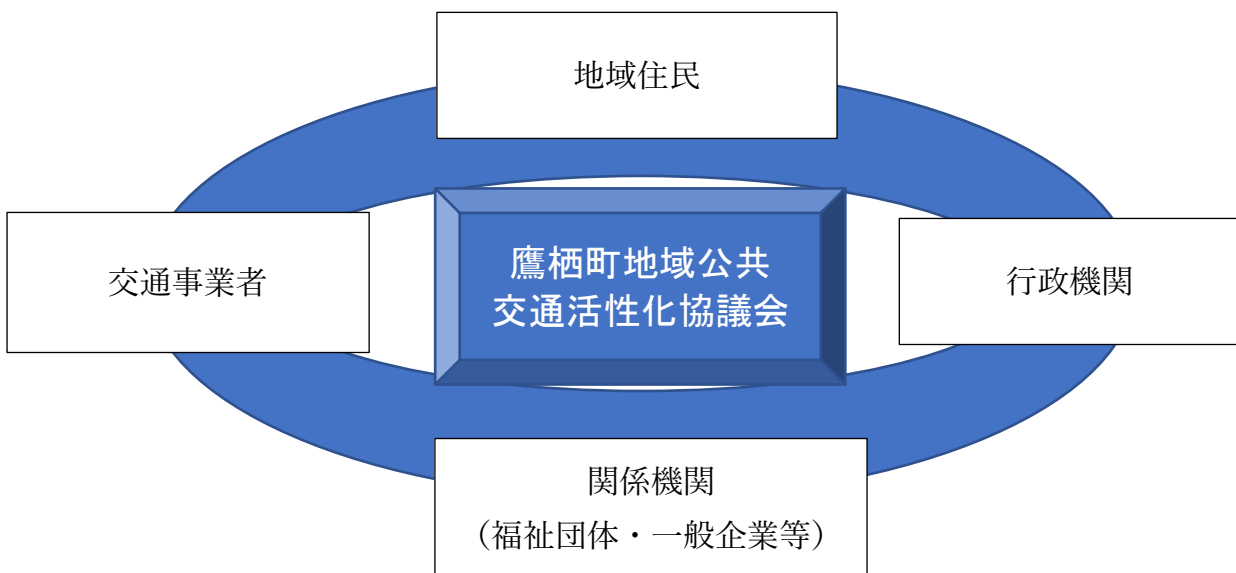 地域住民
交通事業者
鷹栖町地域公共
交通活性化協議会
行政機関
関係機関
（福祉団体・一般企業等）